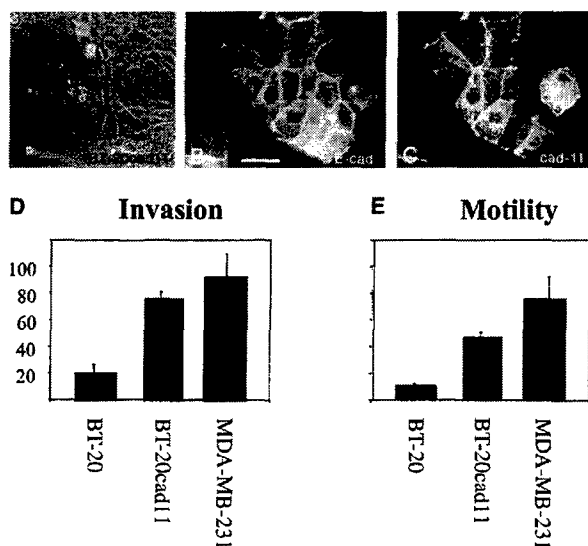 B
E-cad
C
cad-11
D
Invasion
E
Motility
100
80
60
40
20
BT-20
BT-20cad11
MDA-MB-231
BT-20
BT-20cad11
MDA-MB-231